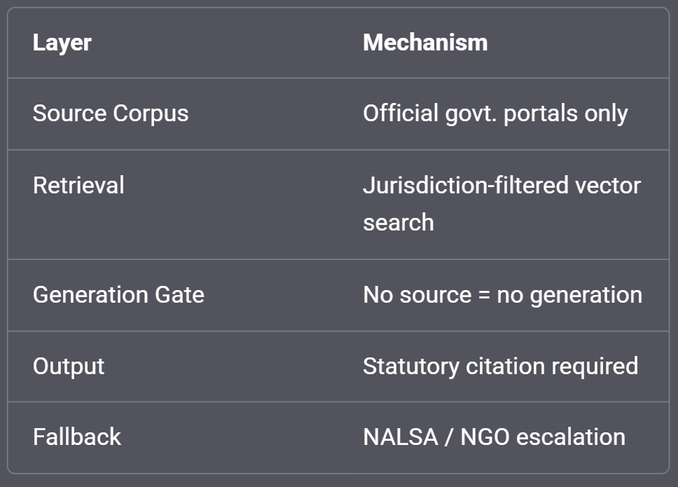 Layer Mechanism
Source Corpus Official govt. portals only
Retrieval Jurisdiction-filtered vector
search
Generation Gate No source = no generation
Output Statutory citation required
Fallback NALSA / NGO escalation